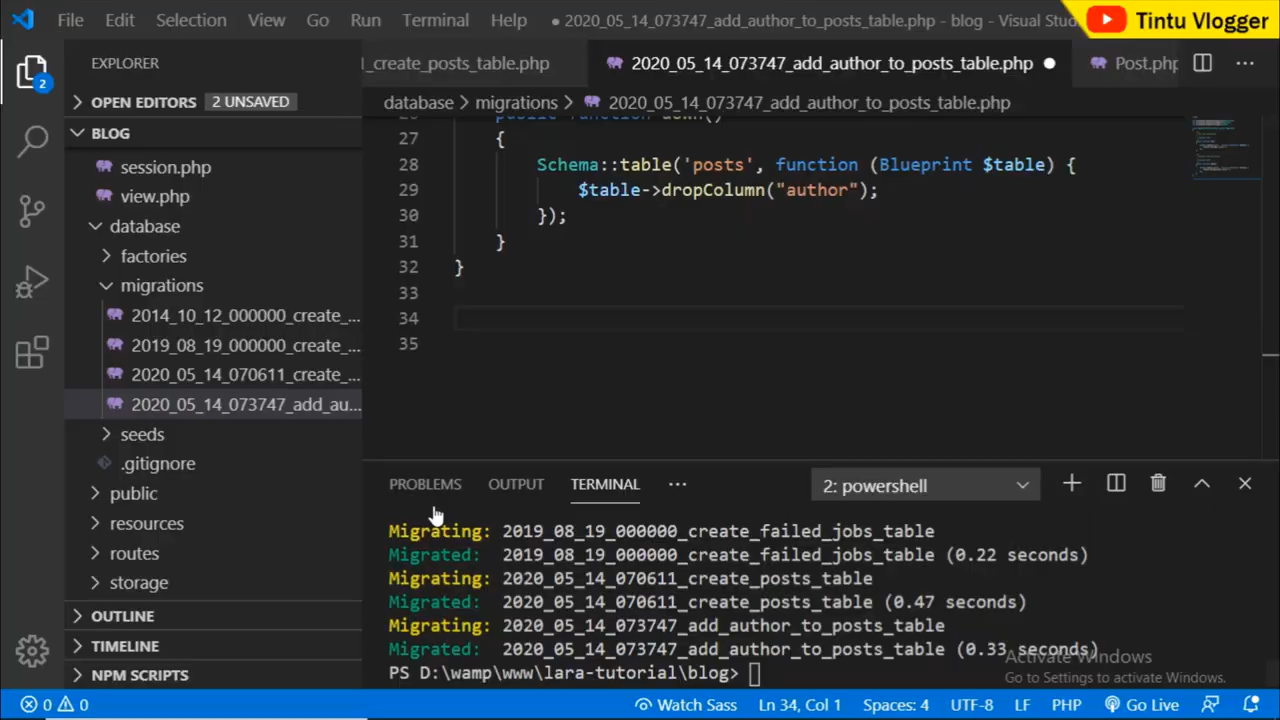 File Edit Selection View Go Run Terminal Help ● 2020_05_14_073747_add_author_to_posts_table.php - blog - Visual Stud
Tintu Vlogger
EXPLORER
_create_posts_table.php 2020_05_14_073747_add_author_to_posts_table.php ● Post.php ...
OPEN EDITORS 2 UNSAVED
database > migrations > 2020_05_14_073747_add_author_to_posts_table.php
BLOG
session.php
view.php
database
factories
migrations
2014_10_12_000000_create_...
2019_08_19_000000_create_...
2020_05_14_070611_create_...
2020_05_14_073747_add_au...
seeds
.gitignore
public
resources
routes
storage
OUTLINE
TIMELINE
NPM SCRIPTS
2
public function down()
27 {
28 Schema::table('posts', function (Blueprint $table) {
29 $table->dropColumn("author");
30 });
31 }
32 }
33
34
35
PROBLEMS OUTPUT TERMINAL ... 2: powershell
Migrating: 2019_08_19_000000_create_failed_jobs_table
Migrated: 2019_08_19_000000_create_failed_jobs_table (0.22 seconds)
Migrating: 2020_05_14_070611_create_posts_table
Migrated: 2020_05_14_070611_create_posts_table (0.47 seconds)
Migrating: 2020_05_14_073747_add_author_to_posts_table
Migrated: 2020_05_14_073747_add_author_to_posts_table (0.33 seconds)
PS D:\wamp\www\lara-tutorial\blog>
Activate Windows
Go to Settings to activate Windows.
0 0 Watch Sass Ln 34, Col 1 Spaces: 4 UTF-8 LF PHP Go Live